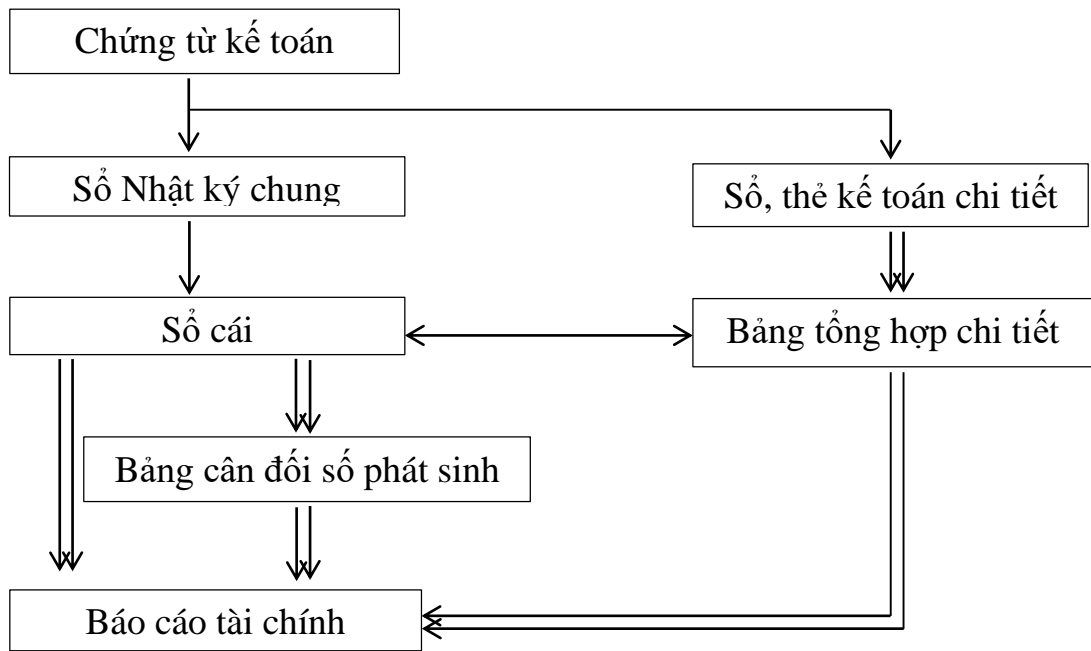 Chứng từ kế toán
Sổ Nhật ký chung
Sổ, thẻ kế toán chi tiết
Sổ cái
Bảng tổng hợp chi tiết
Bảng cân đối số phát sinh
Báo cáo tài chính